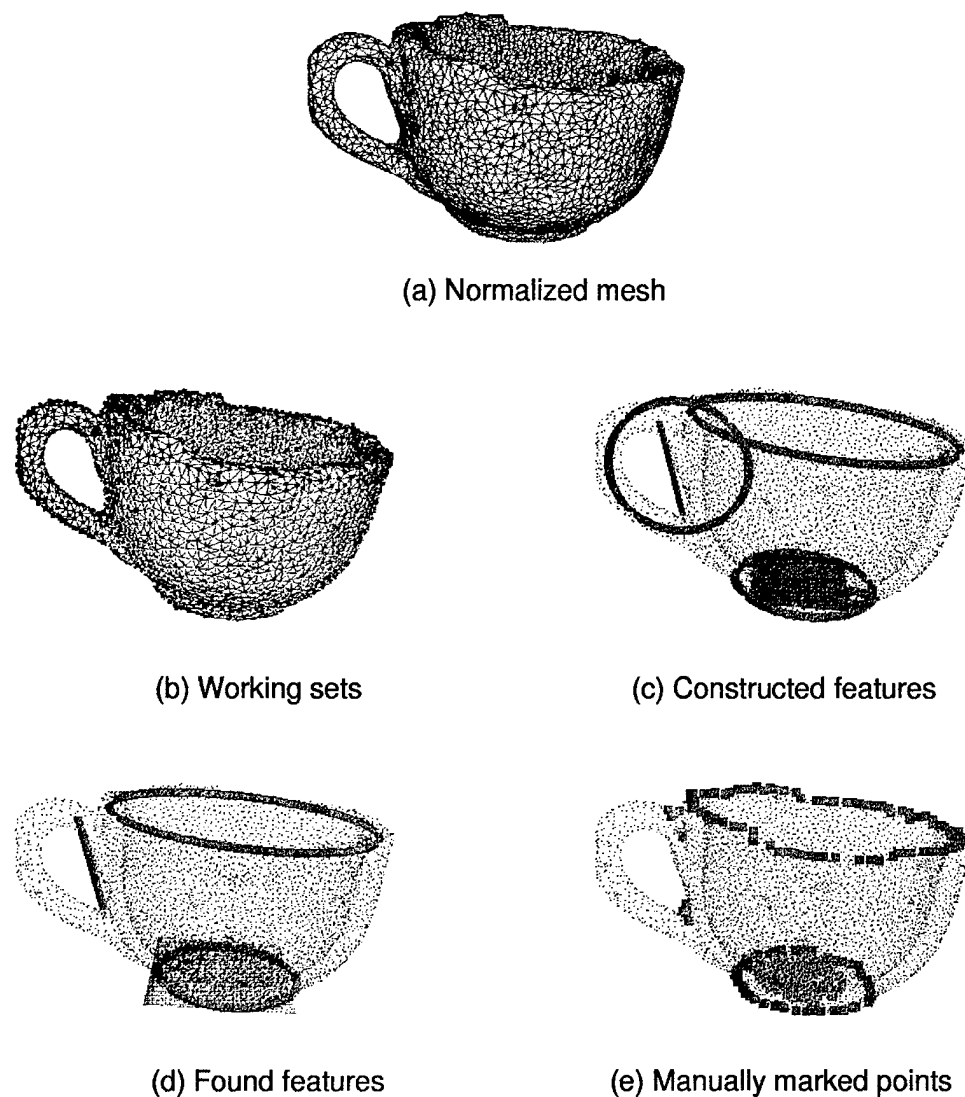 (a) Normalized mesh
(b) Working sets
(c) Constructed features
(d) Found features
(e) Manually marked points